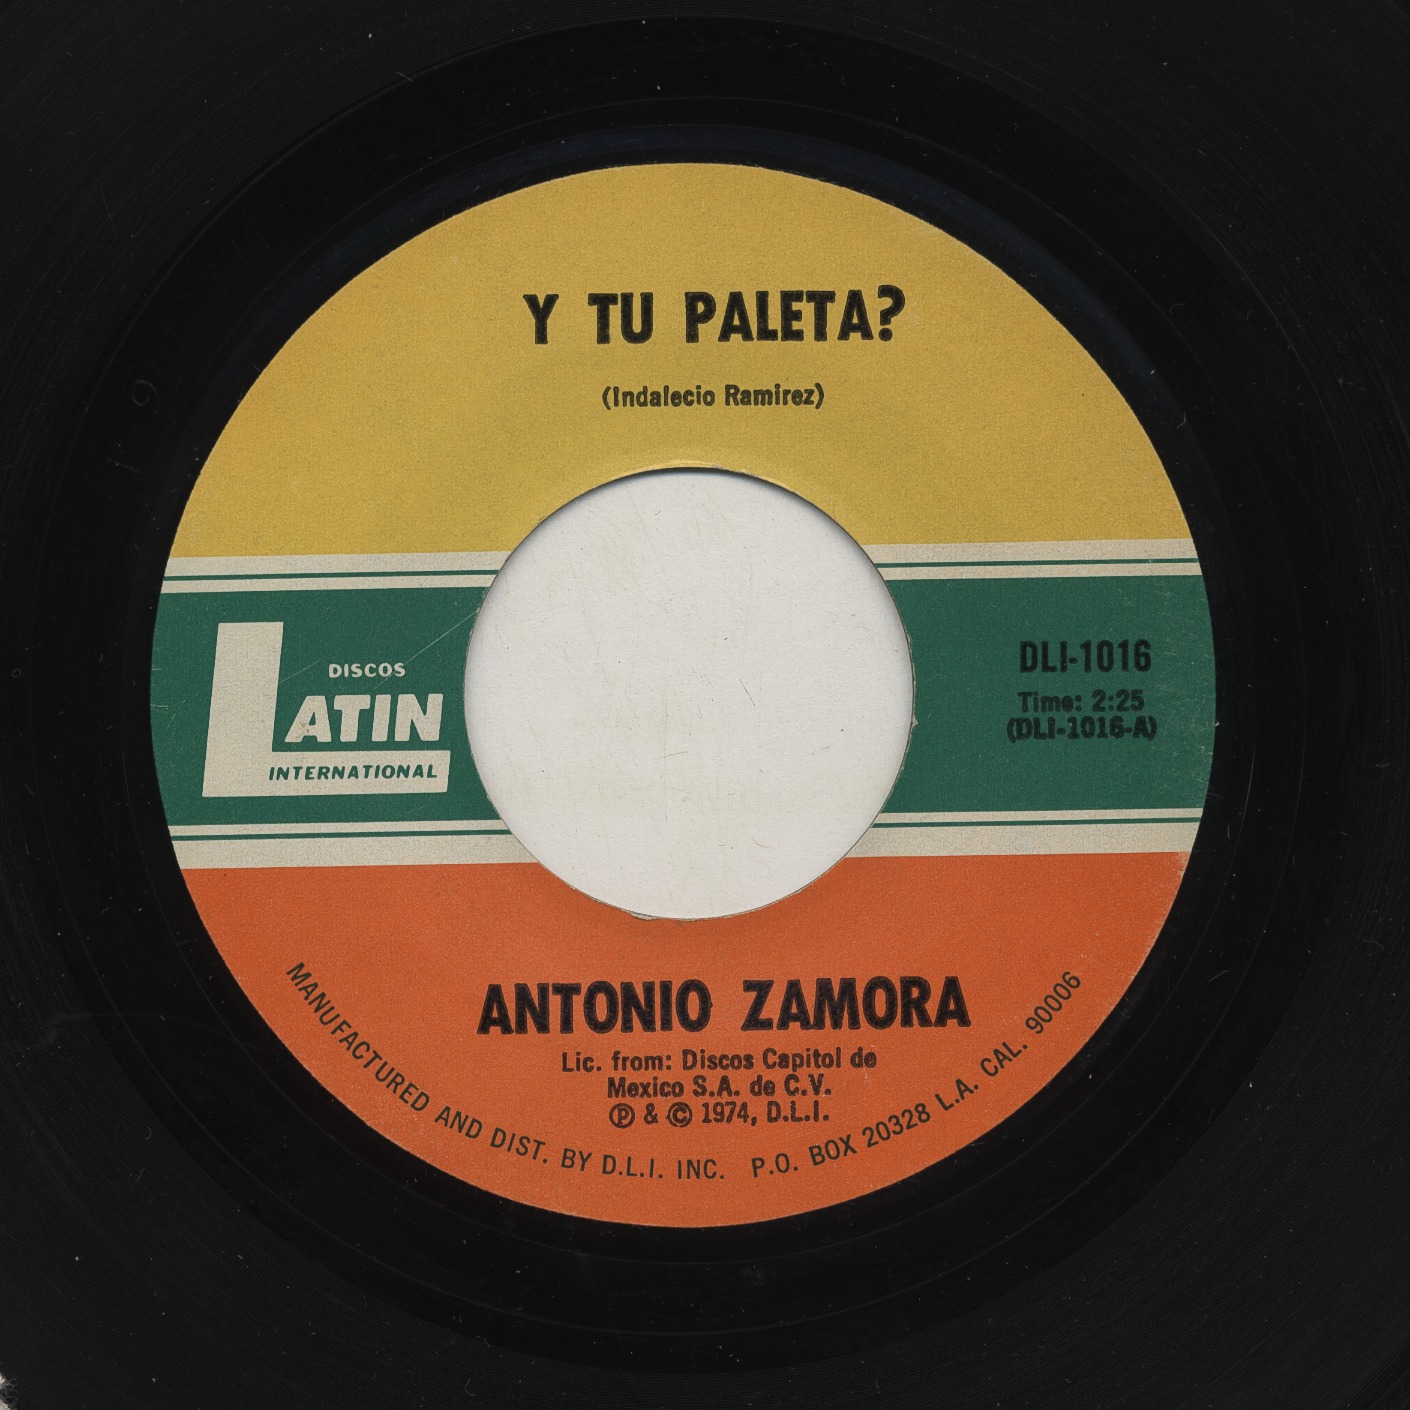 Y TU PALETA?
(Indalecio Ramirez)
DISCOS
LATIN
INTERNATIONAL
DLI-1016
Time: 2:25
(DLI-1016-A)
ANTONIO ZAMORA
Lic. from: Discos Capitol de
Mexico S.A. de C.V.
Ⓟ & © 1974, D.L.I.
MANUFACTURED AND DIST. BY D.L.I. INC. P.O. BOX 20328 L.A. CAL. 90006